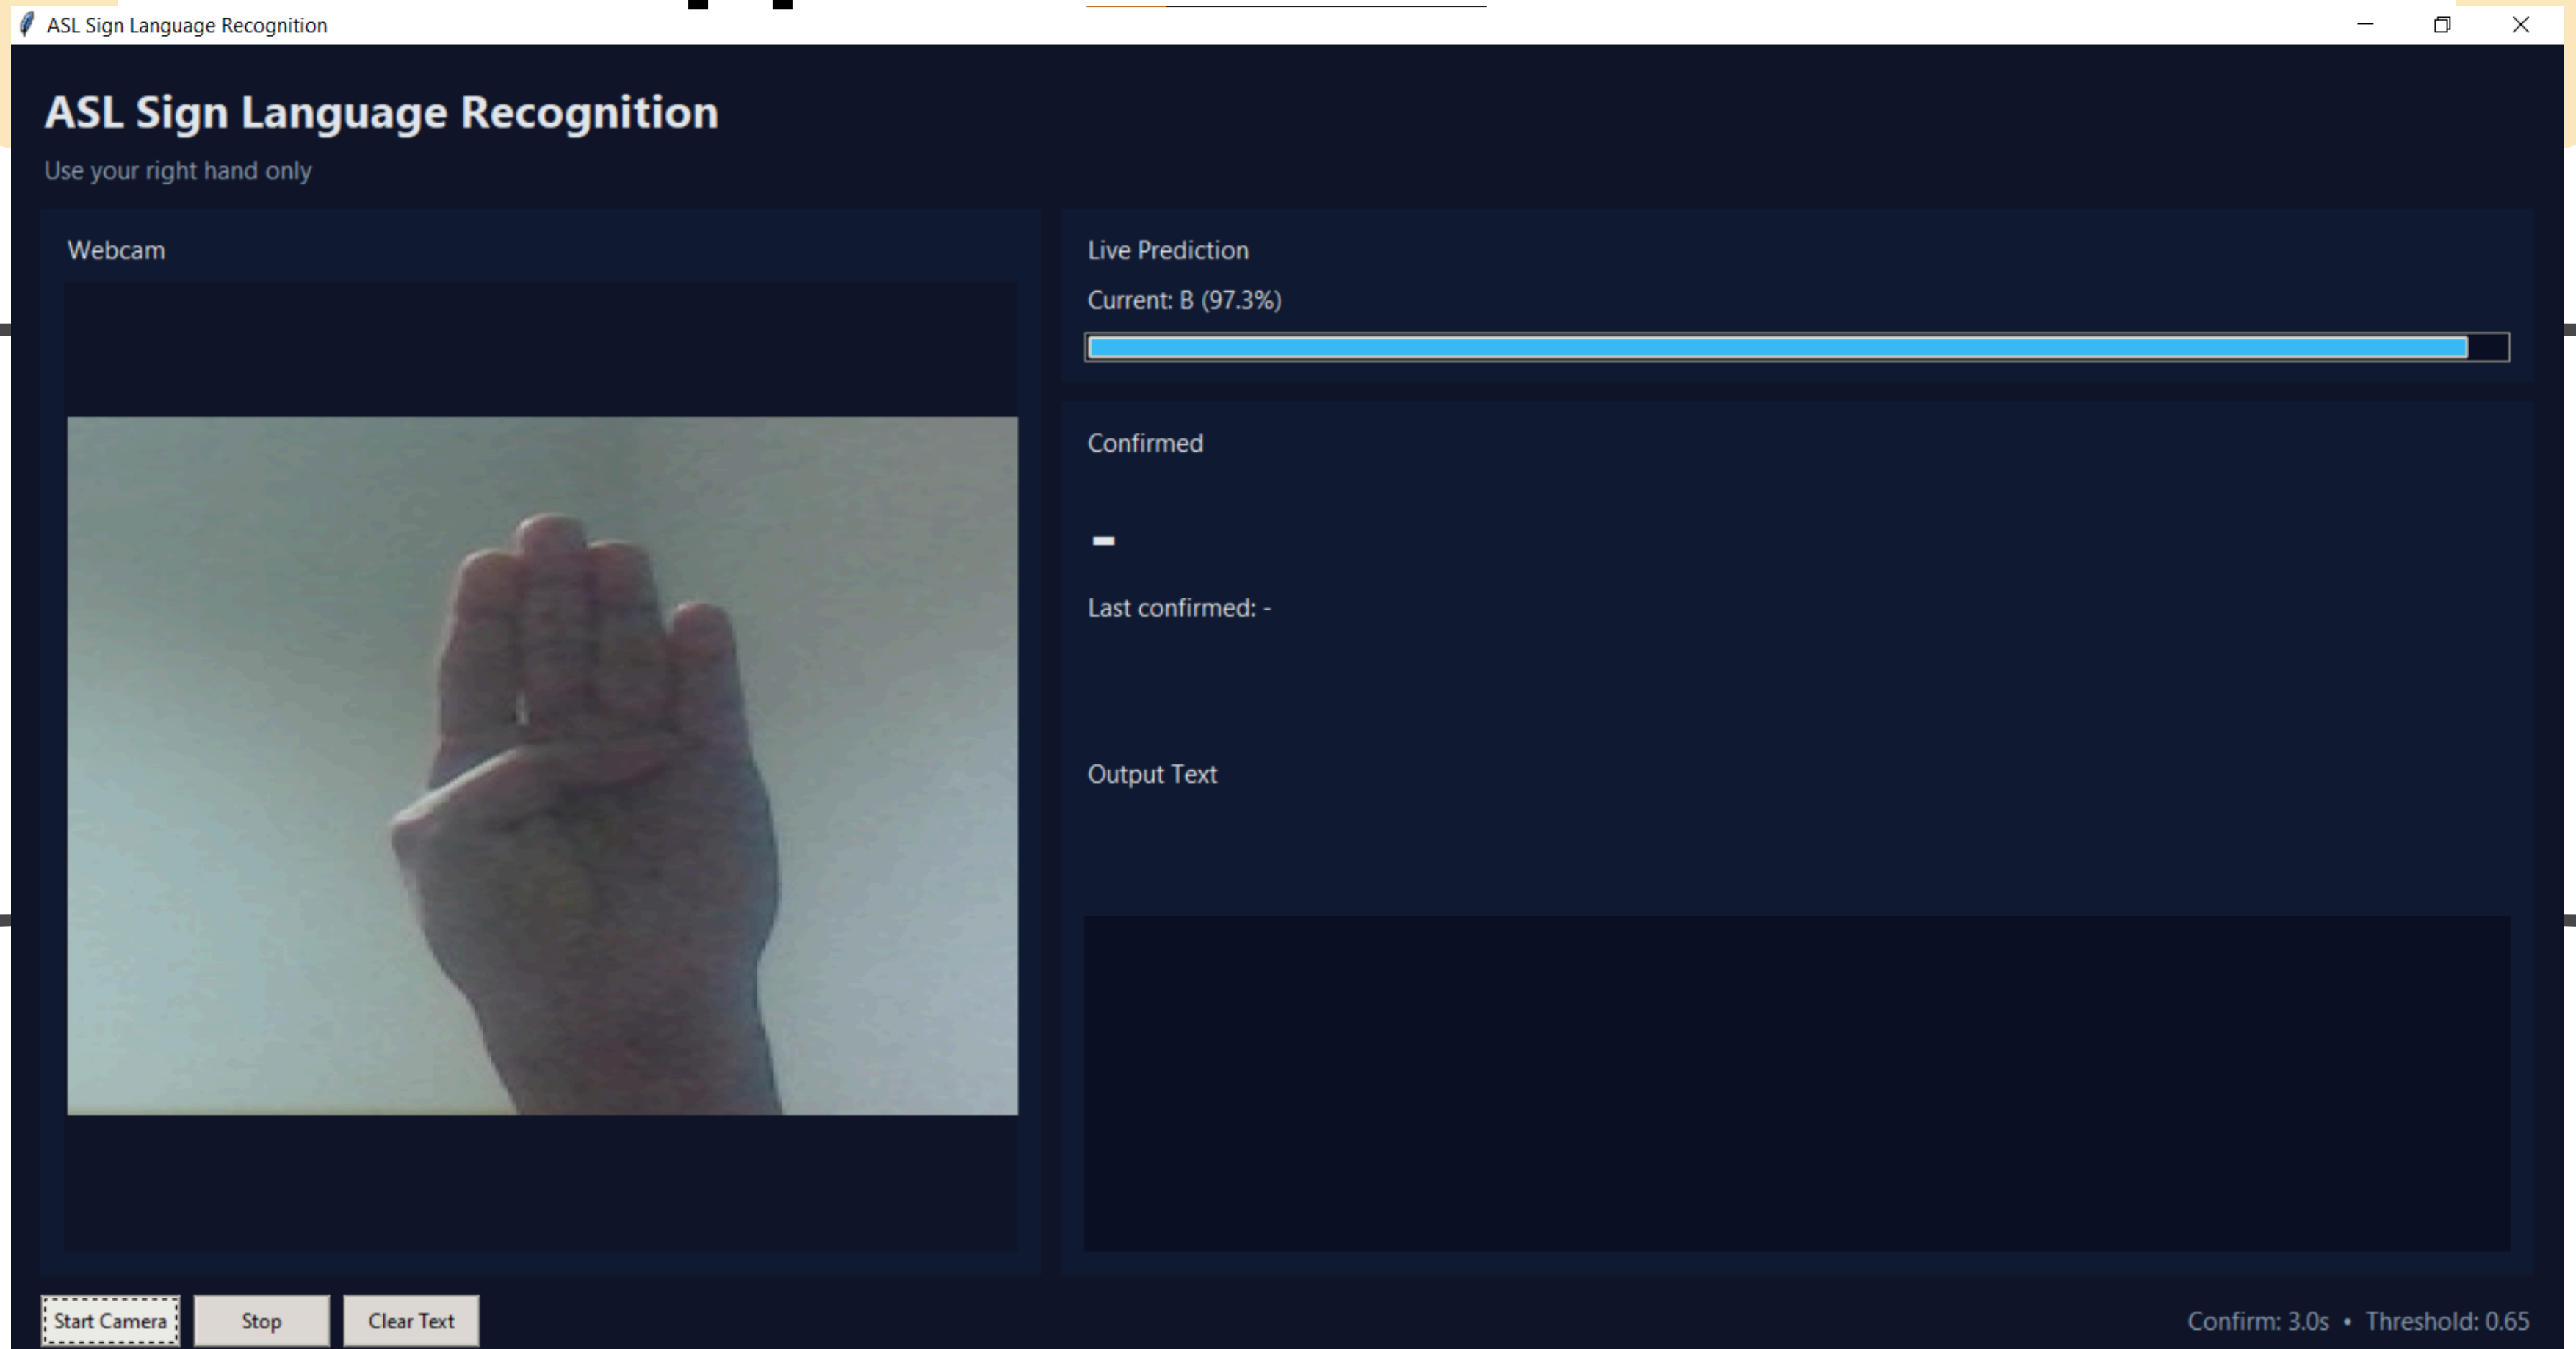 ASL Sign Language Recognition
ASL Sign Language Recognition
Use your right hand only
Webcam
Live Prediction
Current: B (97.3%)
Confirmed
-
Last confirmed: -
Output Text
Start Camera
Stop
Clear Text
Confirm: 3.0s • Threshold: 0.65